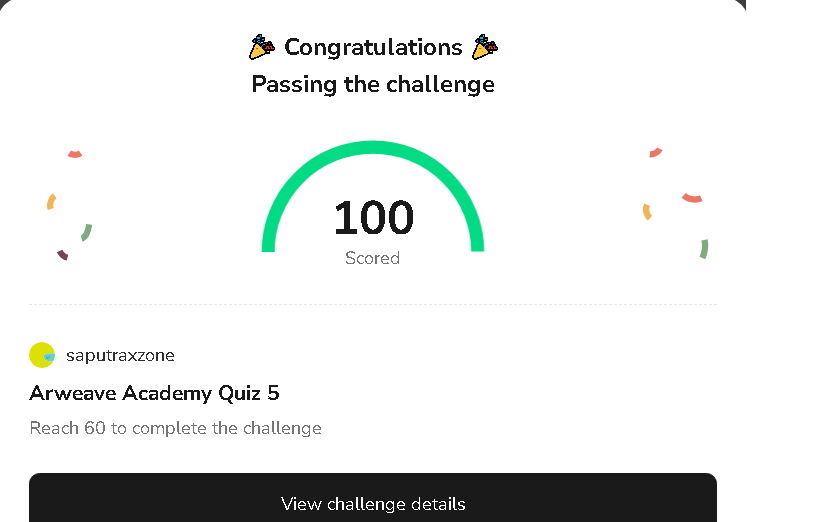 🎉 Congratulations 🎉
Passing the challenge
100
Scored
saputraxzone
Arweave Academy Quiz 5
Reach 60 to complete the challenge
View challenge details